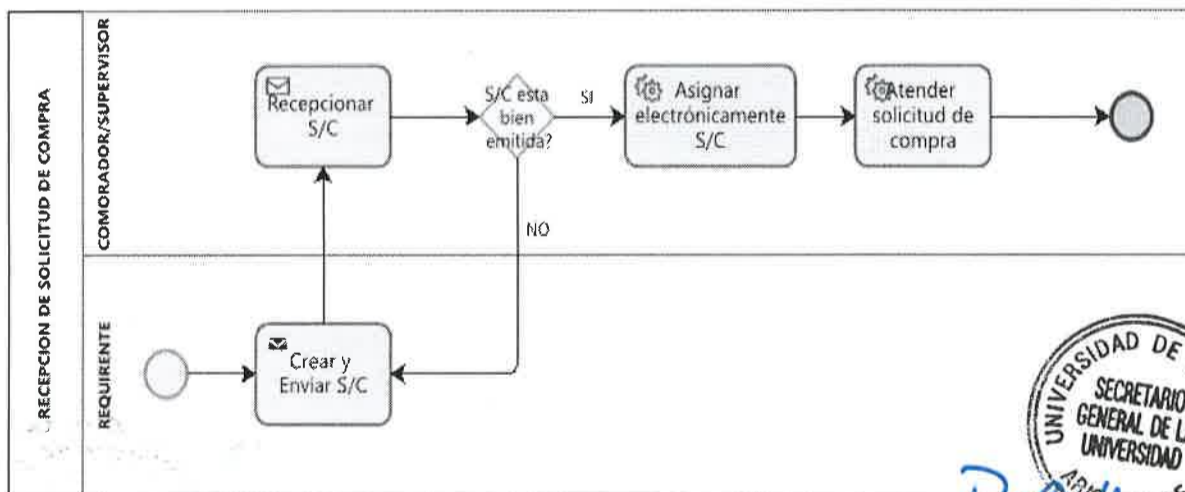 RECEPCION DE SOLICITUD DE COMPRA
COMORADOR/SUPERVISOR
Recepcionar
S/C
S/C esta
bien
emitida?
SI
Asignar
electrónicamente
S/C
Atender
solicitud de
compra
NO
REQUIRENTE
Crear y
Enviar S/C
UNIVERSIDAD DE
SECRETARIO
GENERAL DE L
UNIVERSIDAD